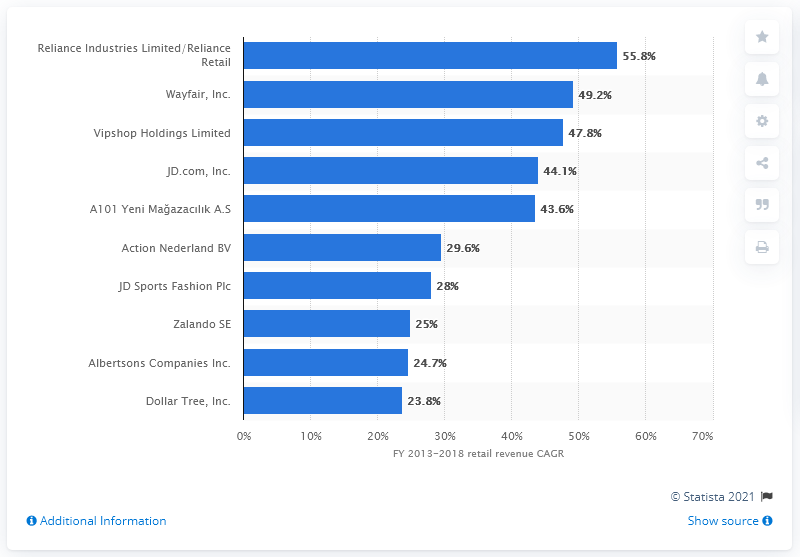 Reliance Industries Limited/Reliance
Retail
55.8%
Wayfair, Inc.
49.2%
Vipshop Holdings Limited
47.8%
JD.com, Inc.
44.1%
A101 Yeni Mağazacılık A.S
43.6%
Action Nederland BV
29.6%
JD Sports Fashion Plc
28%
Zalando SE
25%
Albertsons Companies Inc.
24.7%
Dollar Tree, Inc.
23.8%
0% 10% 20% 30% 40% 50% 60% 70%
FY 2013-2018 retail revenue CAGR
© Statista 2021
Additional Information
Show source